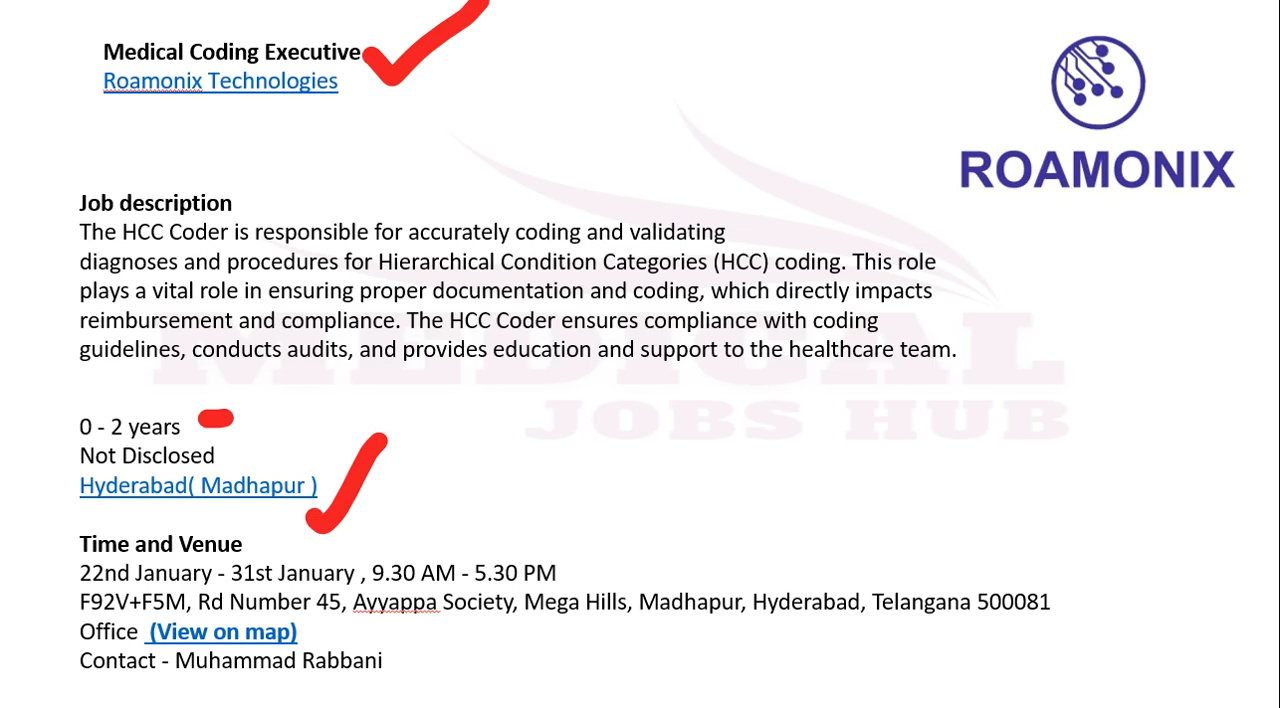 Medical Coding Executive
Roamonix Technologies
ROAMONIX
Job description
The HCC Coder is responsible for accurately coding and validating
diagnoses and procedures for Hierarchical Condition Categories (HCC) coding. This role
plays a vital role in ensuring proper documentation and coding, which directly impacts
reimbursement and compliance. The HCC Coder ensures compliance with coding
guidelines, conducts audits, and provides education and support to the healthcare team.
MEDICAL
JOBS HUB
0 - 2 years
Not Disclosed
Hyderabad( Madhapur )
Time and Venue
22nd January - 31st January , 9.30 AM - 5.30 PM
F92V+F5M, Rd Number 45, Ayyappa Society, Mega Hills, Madhapur, Hyderabad, Telangana 500081
Office (View on map)
Contact - Muhammad Rabbani